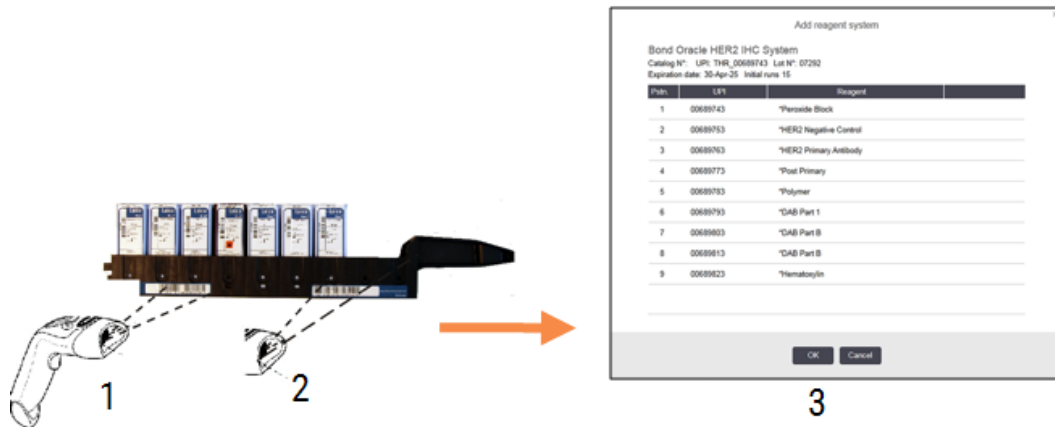 Add reagent system
Bond Oracle HER2 IHC System
Catalog N°: UPI: THR_00689743 Lot N°: 07292
Expiration date: 30-Apr-25 Initial runs 15
Pstn. UPI Reagent
1 00689743 *Peroxide Block
2 00689753 *HER2 Negative Control
3 00689763 *HER2 Primary Antibody
4 00689773 *Post Primary
5 00689783 *Polymer
6 00689793 *DAB Part 1
7 00689803 *DAB Part B
8 00689813 *DAB Part B
9 00689823 *Hematoxylin
OK Cancel
1
2
3